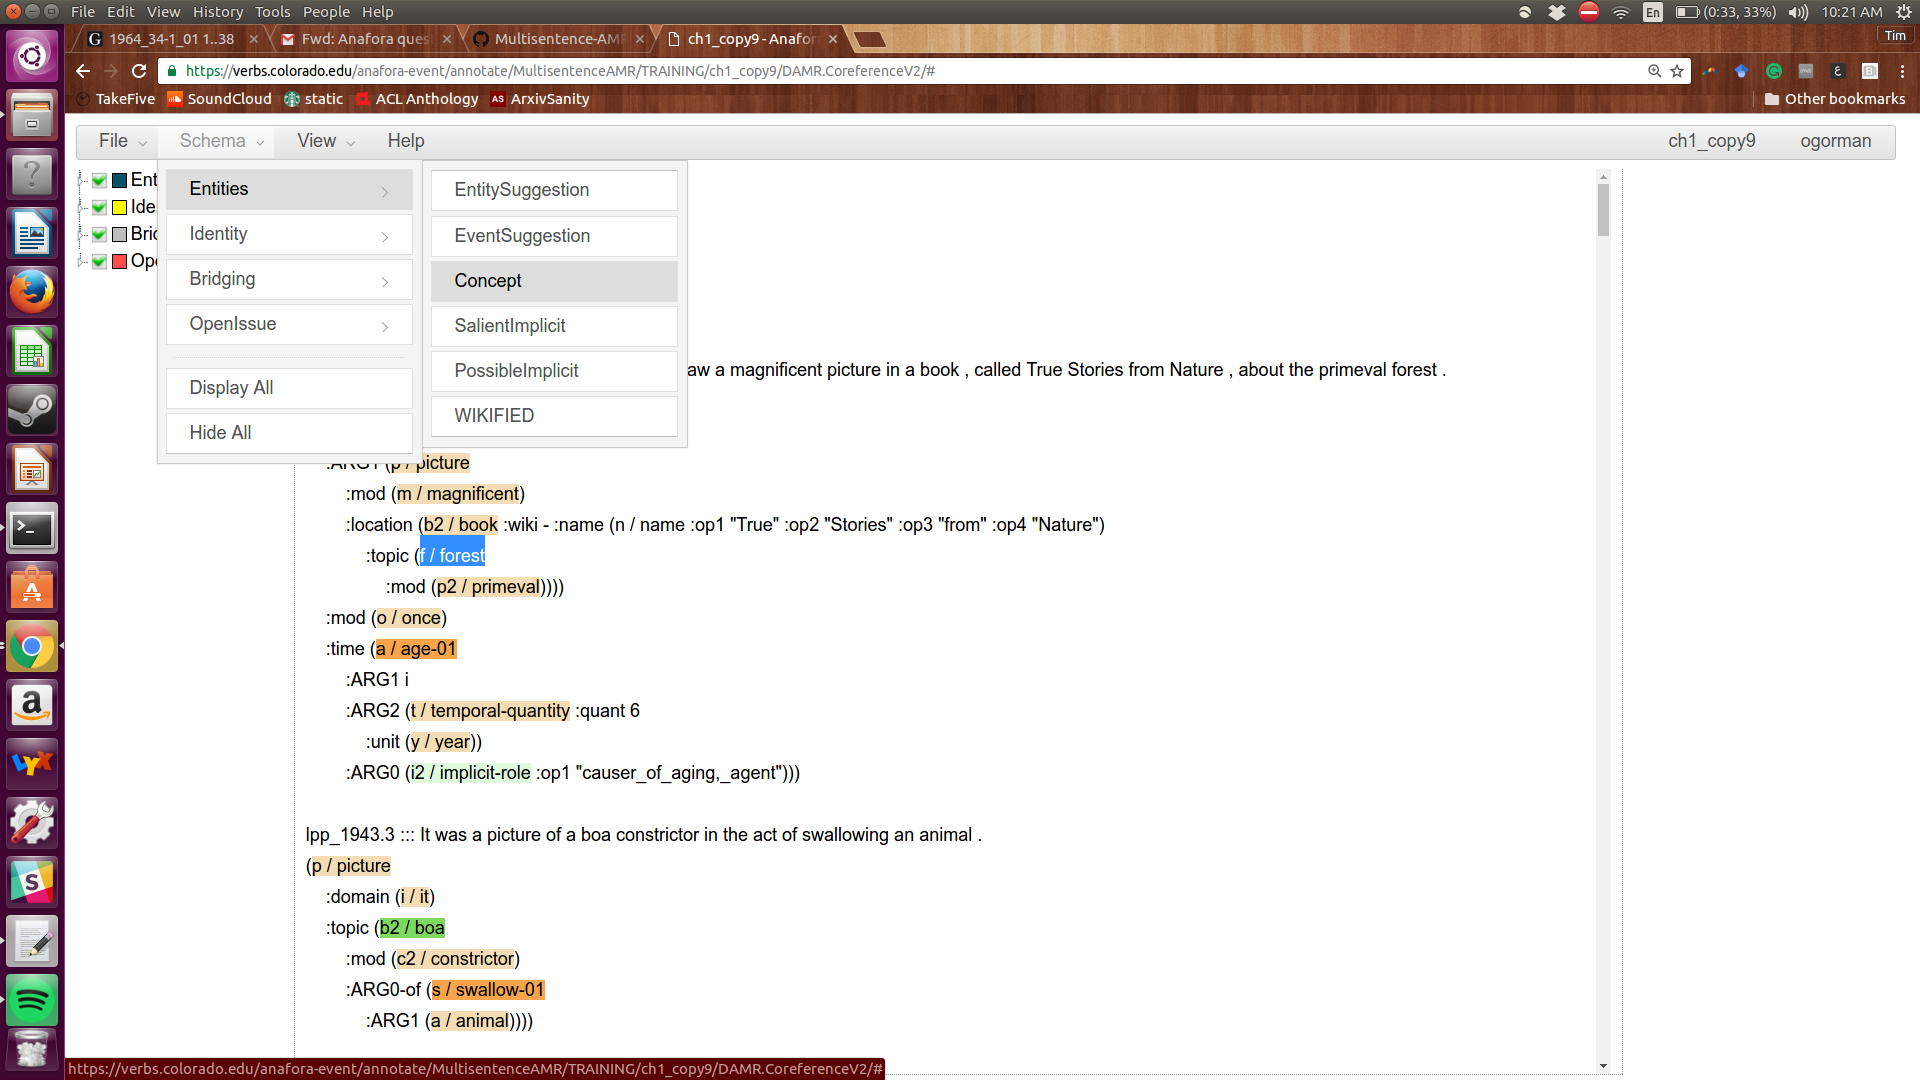 File Edit View History Tools People Help
En (0:33, 33%) 10:21 AM
1964_34-1_01 1..38
Fwd: Anafora ques
Multisentence-AMR
ch1_copy9 - Anafor
Tim
https://verbs.colorado.edu/anafora-event/annotate/MultisentenceAMR/TRAINING/ch1_copy9/DAMR.CoreferenceV2/#
TakeFive SoundCloud static ACL Anthology AS ArxivSanity Other bookmarks
File Schema View Help ch1_copy9 ogorman
Ent
Ide
Brid
Ope
Entities
Identity
Bridging
OpenIssue
Display All
Hide All
EntitySuggestion
EventSuggestion
Concept
SalientImplicit
PossibleImplicit
WIKIFIED
aw a magnificent picture in a book , called True Stories from Nature , about the primeval forest .
:ARG1 (p / picture
:mod (m / magnificent)
:location (b2 / book :wiki - :name (n / name :op1 "True" :op2 "Stories" :op3 "from" :op4 "Nature")
:topic (f / forest
:mod (p2 / primeval))))
:mod (o / once)
:time (a / age-01
:ARG1 i
:ARG2 (t / temporal-quantity :quant 6
:unit (y / year))
:ARG0 (i2 / implicit-role :op1 "causer_of_aging,_agent")))
lpp_1943.3 ::: It was a picture of a boa constrictor in the act of swallowing an animal .
(p / picture
:domain (i / it)
:topic (b2 / boa
:mod (c2 / constrictor)
:ARG0-of (s / swallow-01
:ARG1 (a / animal))))
https://verbs.colorado.edu/anafora-event/annotate/MultisentenceAMR/TRAINING/ch1_copy9/DAMR.CoreferenceV2/#